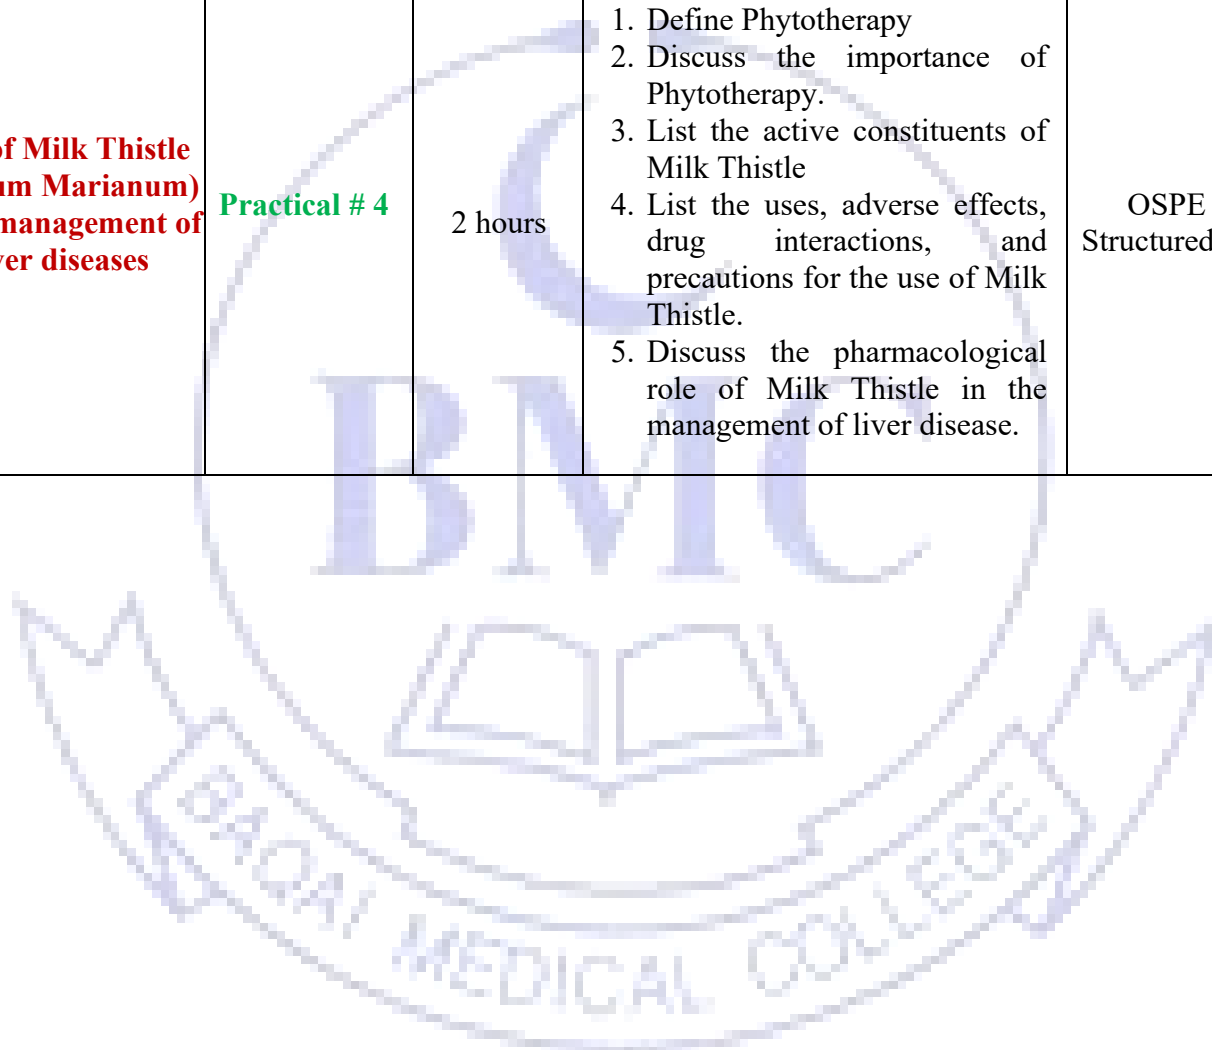 of Milk Thistle
um Marianum)
management of
ver diseases
Practical # 4
2 hours
1. Define Phytotherapy
2. Discuss the importance of
Phytotherapy.
3. List the active constituents of
Milk Thistle
4. List the uses, adverse effects,
drug interactions, and
precautions for the use of Milk
Thistle.
5. Discuss the pharmacological
role of Milk Thistle in the
management of liver disease.
OSPE
Structured
BMC
BAQAI MEDICAL COLLEGE